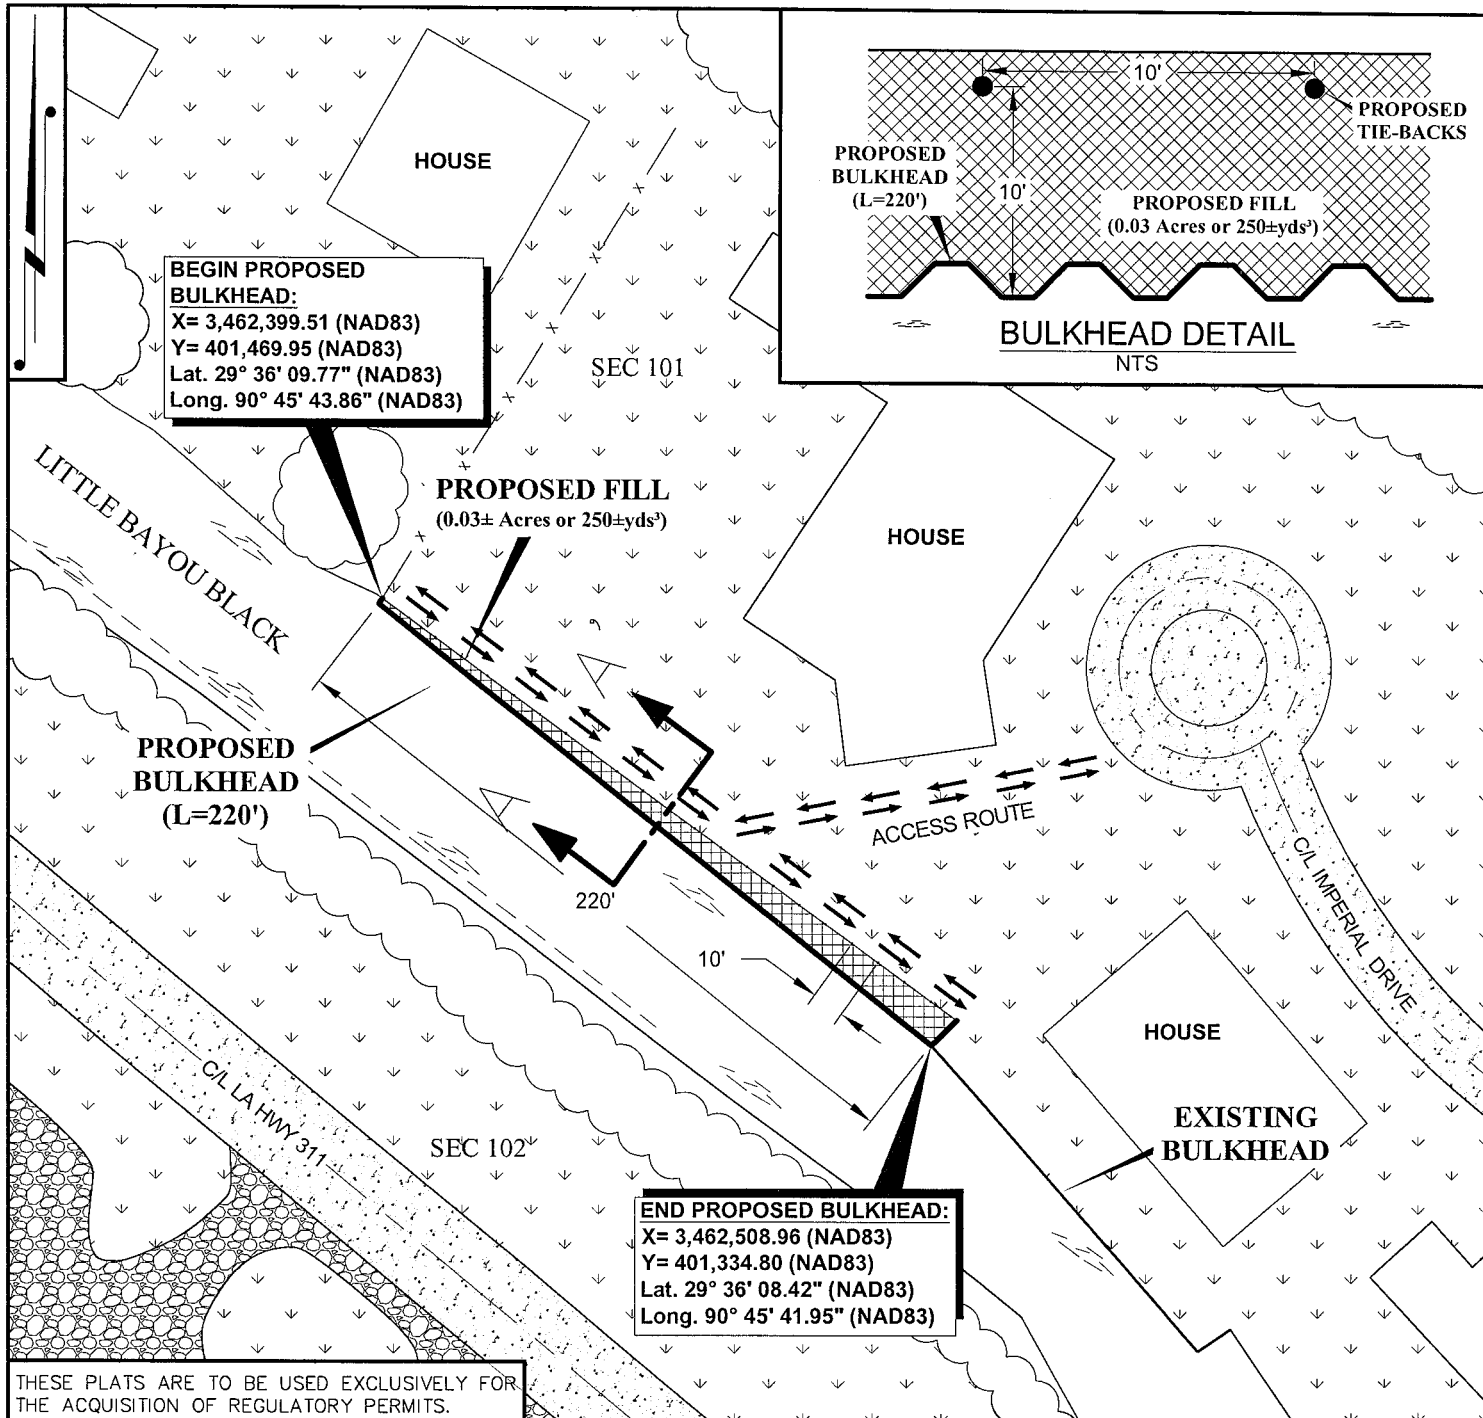 HOUSE
BEGIN PROPOSED
BULKHEAD:
X= 3,462,399.51 (NAD83)
Y= 401,469.95 (NAD83)
Lat. 29° 36' 09.77" (NAD83)
Long. 90° 45' 43.86" (NAD83)
10'
PROPOSED
TIE-BACKS
PROPOSED
BULKHEAD
(L=220')
10'
PROPOSED FILL
(0.03 Acres or 250±yds³)
BULKHEAD DETAIL
NTS
SEC 101
LITTLE BAYOU BLACK
PROPOSED FILL
(0.03± Acres or 250±yds³)
HOUSE
A'
PROPOSED
BULKHEAD
(L=220')
A
ACCESS ROUTE
220'
10'
C/L IMPERIAL DRIVE
HOUSE
C/L LA HWY 311
SEC 102
EXISTING
BULKHEAD
END PROPOSED BULKHEAD:
X= 3,462,508.96 (NAD83)
Y= 401,334.80 (NAD83)
Lat. 29° 36' 08.42" (NAD83)
Long. 90° 45' 41.95" (NAD83)
THESE PLATS ARE TO BE USED EXCLUSIVELY FOR
THE ACQUISITION OF REGULATORY PERMITS.